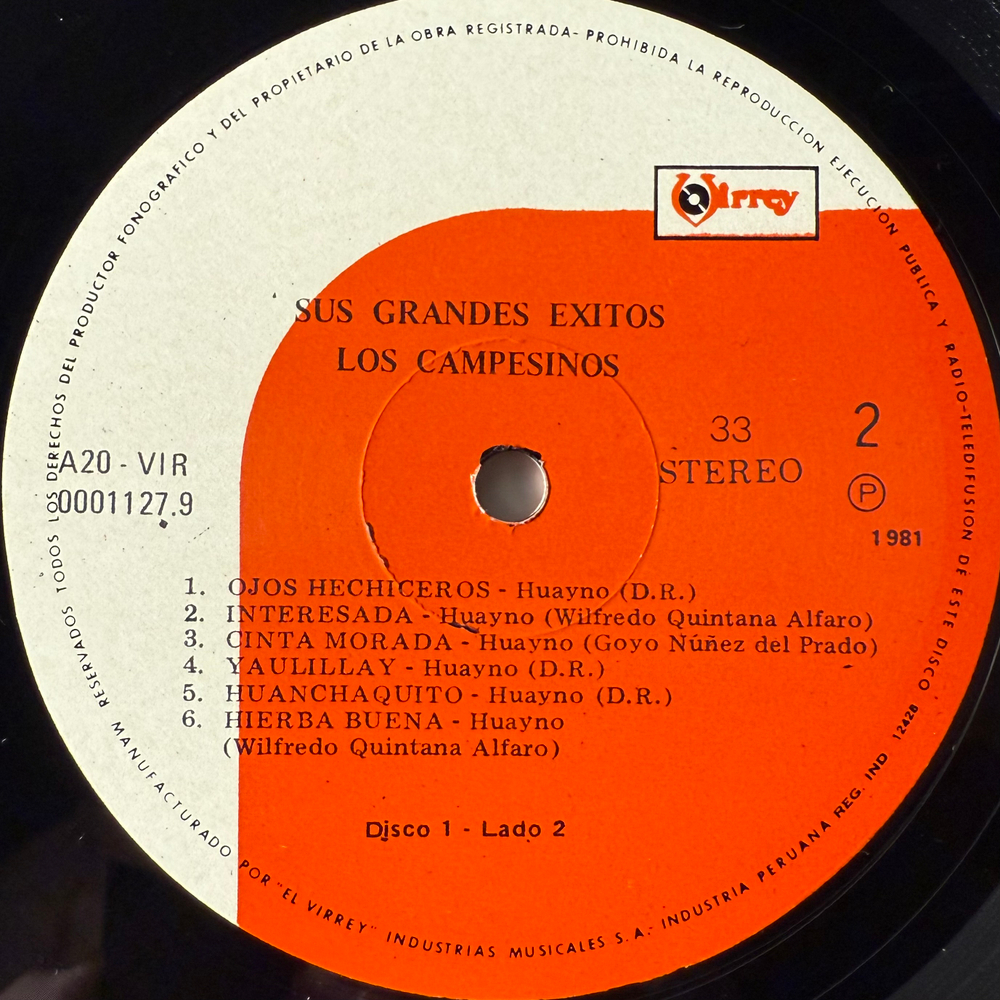 TODOS LOS DERECHOS DEL PRODUCTOR FONOGRAFICO Y DEL PROPIETARIO DE LA OBRA REGISTRADA- PROHIBIDA LA REPRODUCCION EJECUCION PUBLICA Y RADIO-TELEDIFUSION DE ESTE DISCO
Virrey
SUS GRANDES EXITOS
LOS CAMPESINOS
33
STEREO
2
P
1981
A20 - VIR
0001127.9
1. OJOS HECHICEROS - Huayno (D.R.)
2. INTERESADA - Huayno (Wilfredo Quintana Alfaro)
3. CINTA MORADA - Huayno (Goyo Núñez del Prado)
4. YAULILLAY - Huayno (D.R.)
5. HUANCHAQUITO - Huayno (D.R.)
6. HIERBA BUENA - Huayno
(Wilfredo Quintana Alfaro)
Disco 1 - Lado 2
RESERVADOS MANUFACTURADO POR "EL VIRREY" INDUSTRIAS MUSICALES S.A.- INDUSTRIA PERUANA REG. IND 12428